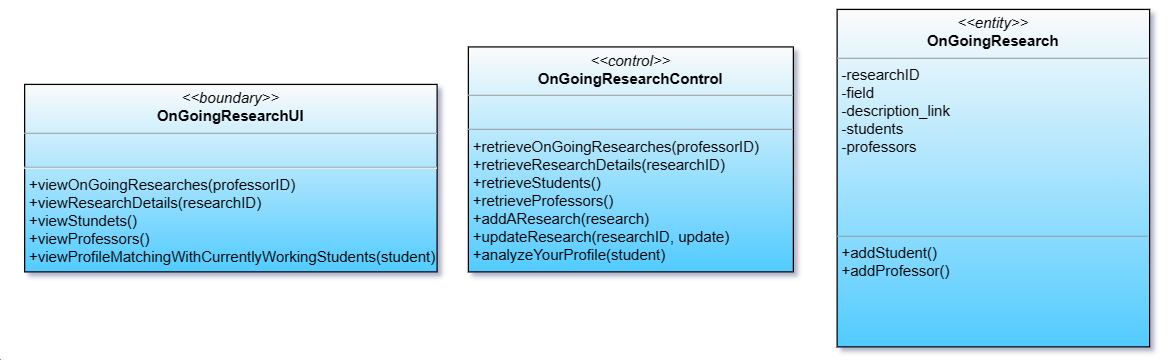 <<boundary>>
OnGoingResearchUI
+viewOnGoingResearches(professorID)
+viewResearchDetails(researchID)
+viewStundets()
+viewProfessors()
+viewProfileMatchingWithCurrentlyWorkingStudents(student)
<<control>>
OnGoingResearchControl
+retrieveOnGoingResearches(professorID)
+retrieveResearchDetails(researchID)
+retrieveStudents()
+retrieveProfessors()
+addAResearch(research)
+updateResearch(researchID, update)
+analyzeYourProfile(student)
<<entity>>
OnGoingResearch
-researchID
-field
-description_link
-students
-professors
+addStudent()
+addProfessor()